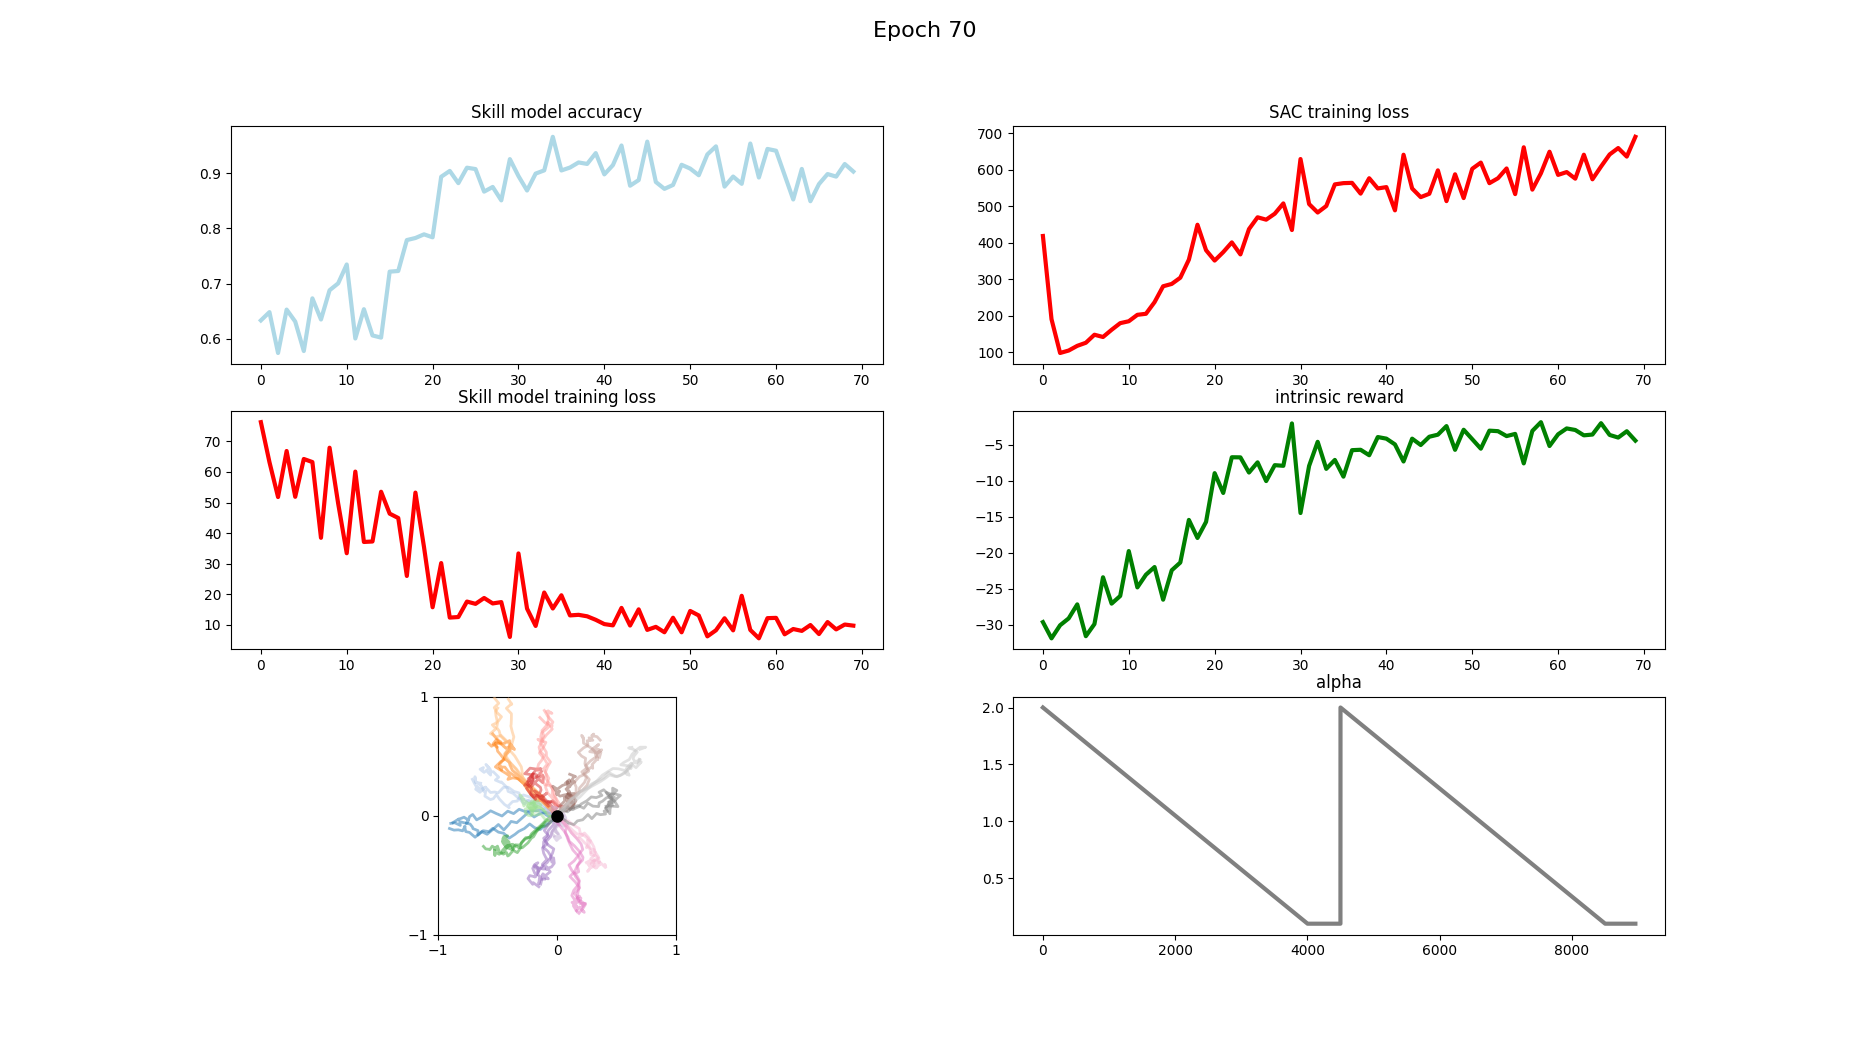 Epoch 70
Skill model accuracy
0.9
0.8
0.7
0.6
0 10 20 30 40 50 60 70
SAC training loss
700
600
500
400
300
200
100
0 10 20 30 40 50 60 70
Skill model training loss
70
60
50
40
30
20
10
0 10 20 30 40 50 60 70
intrinsic reward
−5
−10
−15
−20
−25
−30
0 10 20 30 40 50 60 70
1
0
−1
−1 0 1
alpha
2.0
1.5
1.0
0.5
0 2000 4000 6000 8000